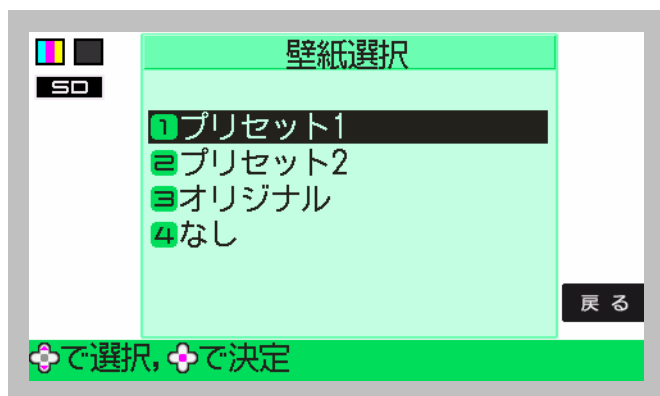 壁紙選択
SD
1プリセット1
2プリセット2
3オリジナル
4なし
戻る
で選択,で決定